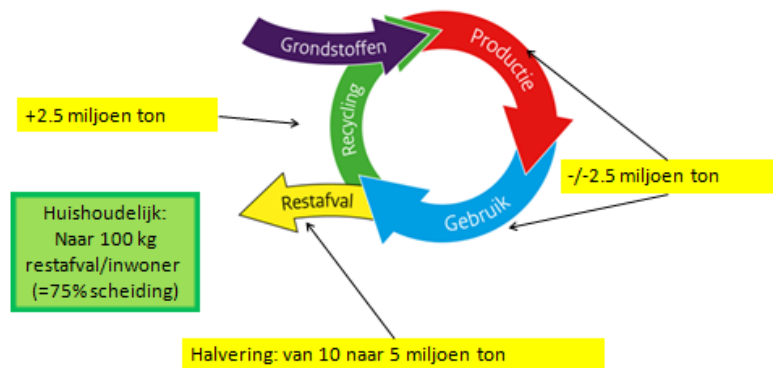 Grondstoffen
Productie
+2.5 miljoen ton
Recycling
-/-2.5 miljoen ton
Restafval
Gebruik
Huishoudelijk:
Naar 100 kg
restafval/inwoner
(=75% scheiding)
Halvering: van 10 naar 5 miljoen ton